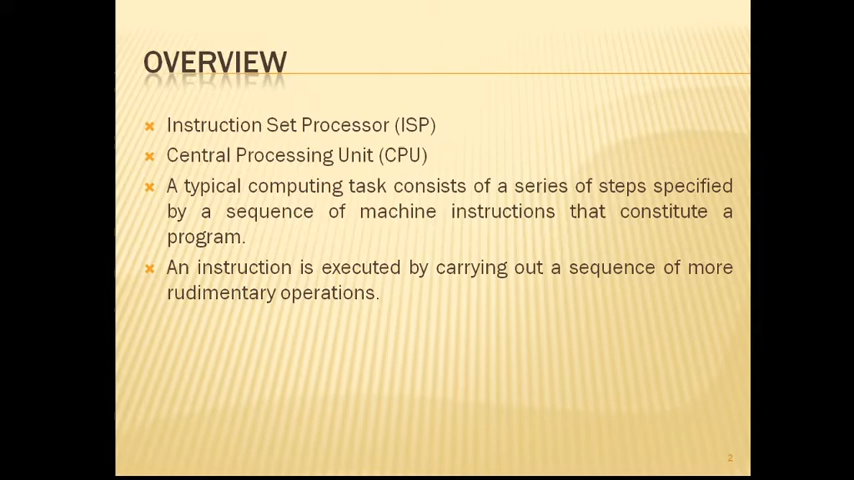 OVERVIEW
Instruction Set Processor (ISP)
Central Processing Unit (CPU)
A typical computing task consists of a series of steps specified
by a sequence of machine instructions that constitute a
program.
An instruction is executed by carrying out a sequence of more
rudimentary operations.
2